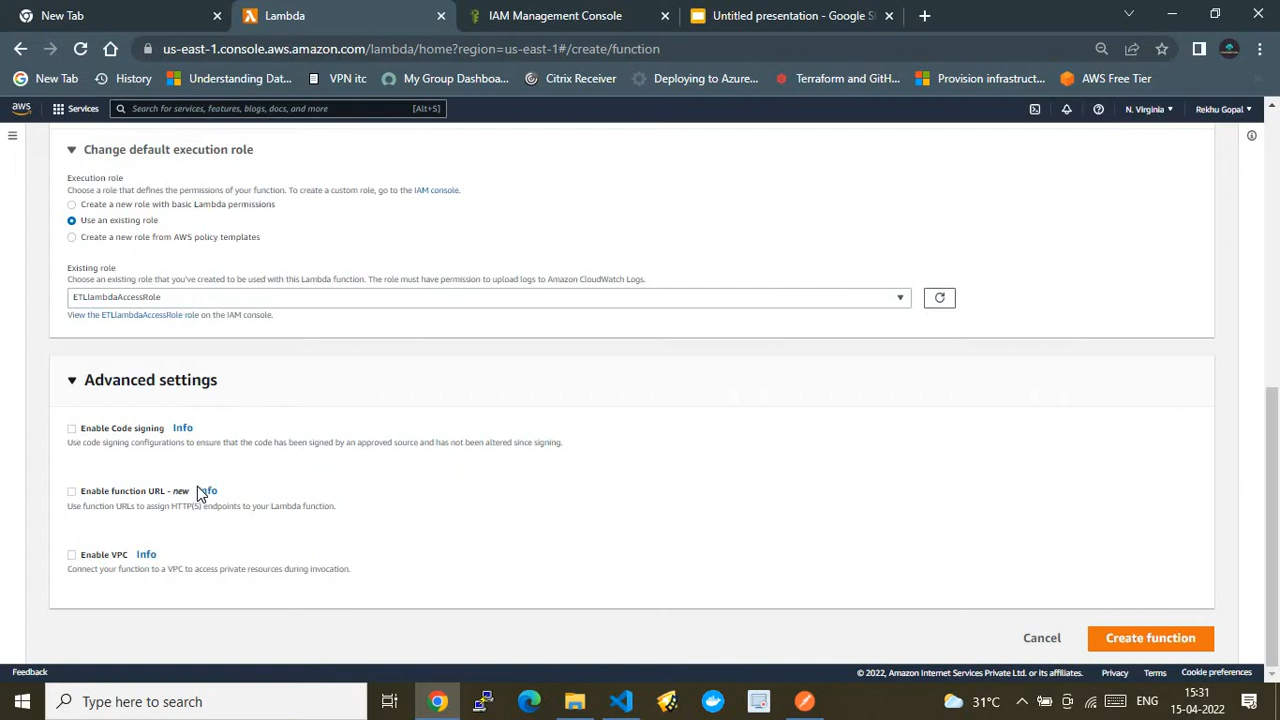 New Tab
Lambda
IAM Management Console
Untitled presentation - Google S
us-east-1.console.aws.amazon.com/lambda/home?region=us-east-1#/create/function
New Tab
History
Understanding Dat...
VPN itc
My Group Dashboa...
Citrix Receiver
Deploying to Azure...
Terraform and GitH...
Provision infrastruct...
AWS Free Tier
aws
Services
Search for services, features, blogs, docs, and more
[Alt+S]
N. Virginia
Rekhu Gopal
Change default execution role
Execution role
Choose a role that defines the permissions of your function. To create a custom role, go to the IAM console.
Create a new role with basic Lambda permissions
Use an existing role
Create a new role from AWS policy templates
Existing role
Choose an existing role that you've created to be used with this Lambda function. The role must have permission to upload logs to Amazon CloudWatch Logs.
ETLlambdaAccessRole
View the ETLlambdaAccessRole role on the IAM console.
Advanced settings
Enable Code signing Info
Use code signing configurations to ensure that the code has been signed by an approved source and has not been altered since signing.
Enable function URL - new Info
Use function URLs to assign HTTP(S) endpoints to your Lambda function.
Enable VPC Info
Connect your function to a VPC to access private resources during invocation.
Cancel
Create function
Feedback
© 2022, Amazon Internet Services Private Ltd. or its affiliates.
Privacy
Terms
Cookie preferences
Type here to search
31°C
ENG
15:31
15-04-2022